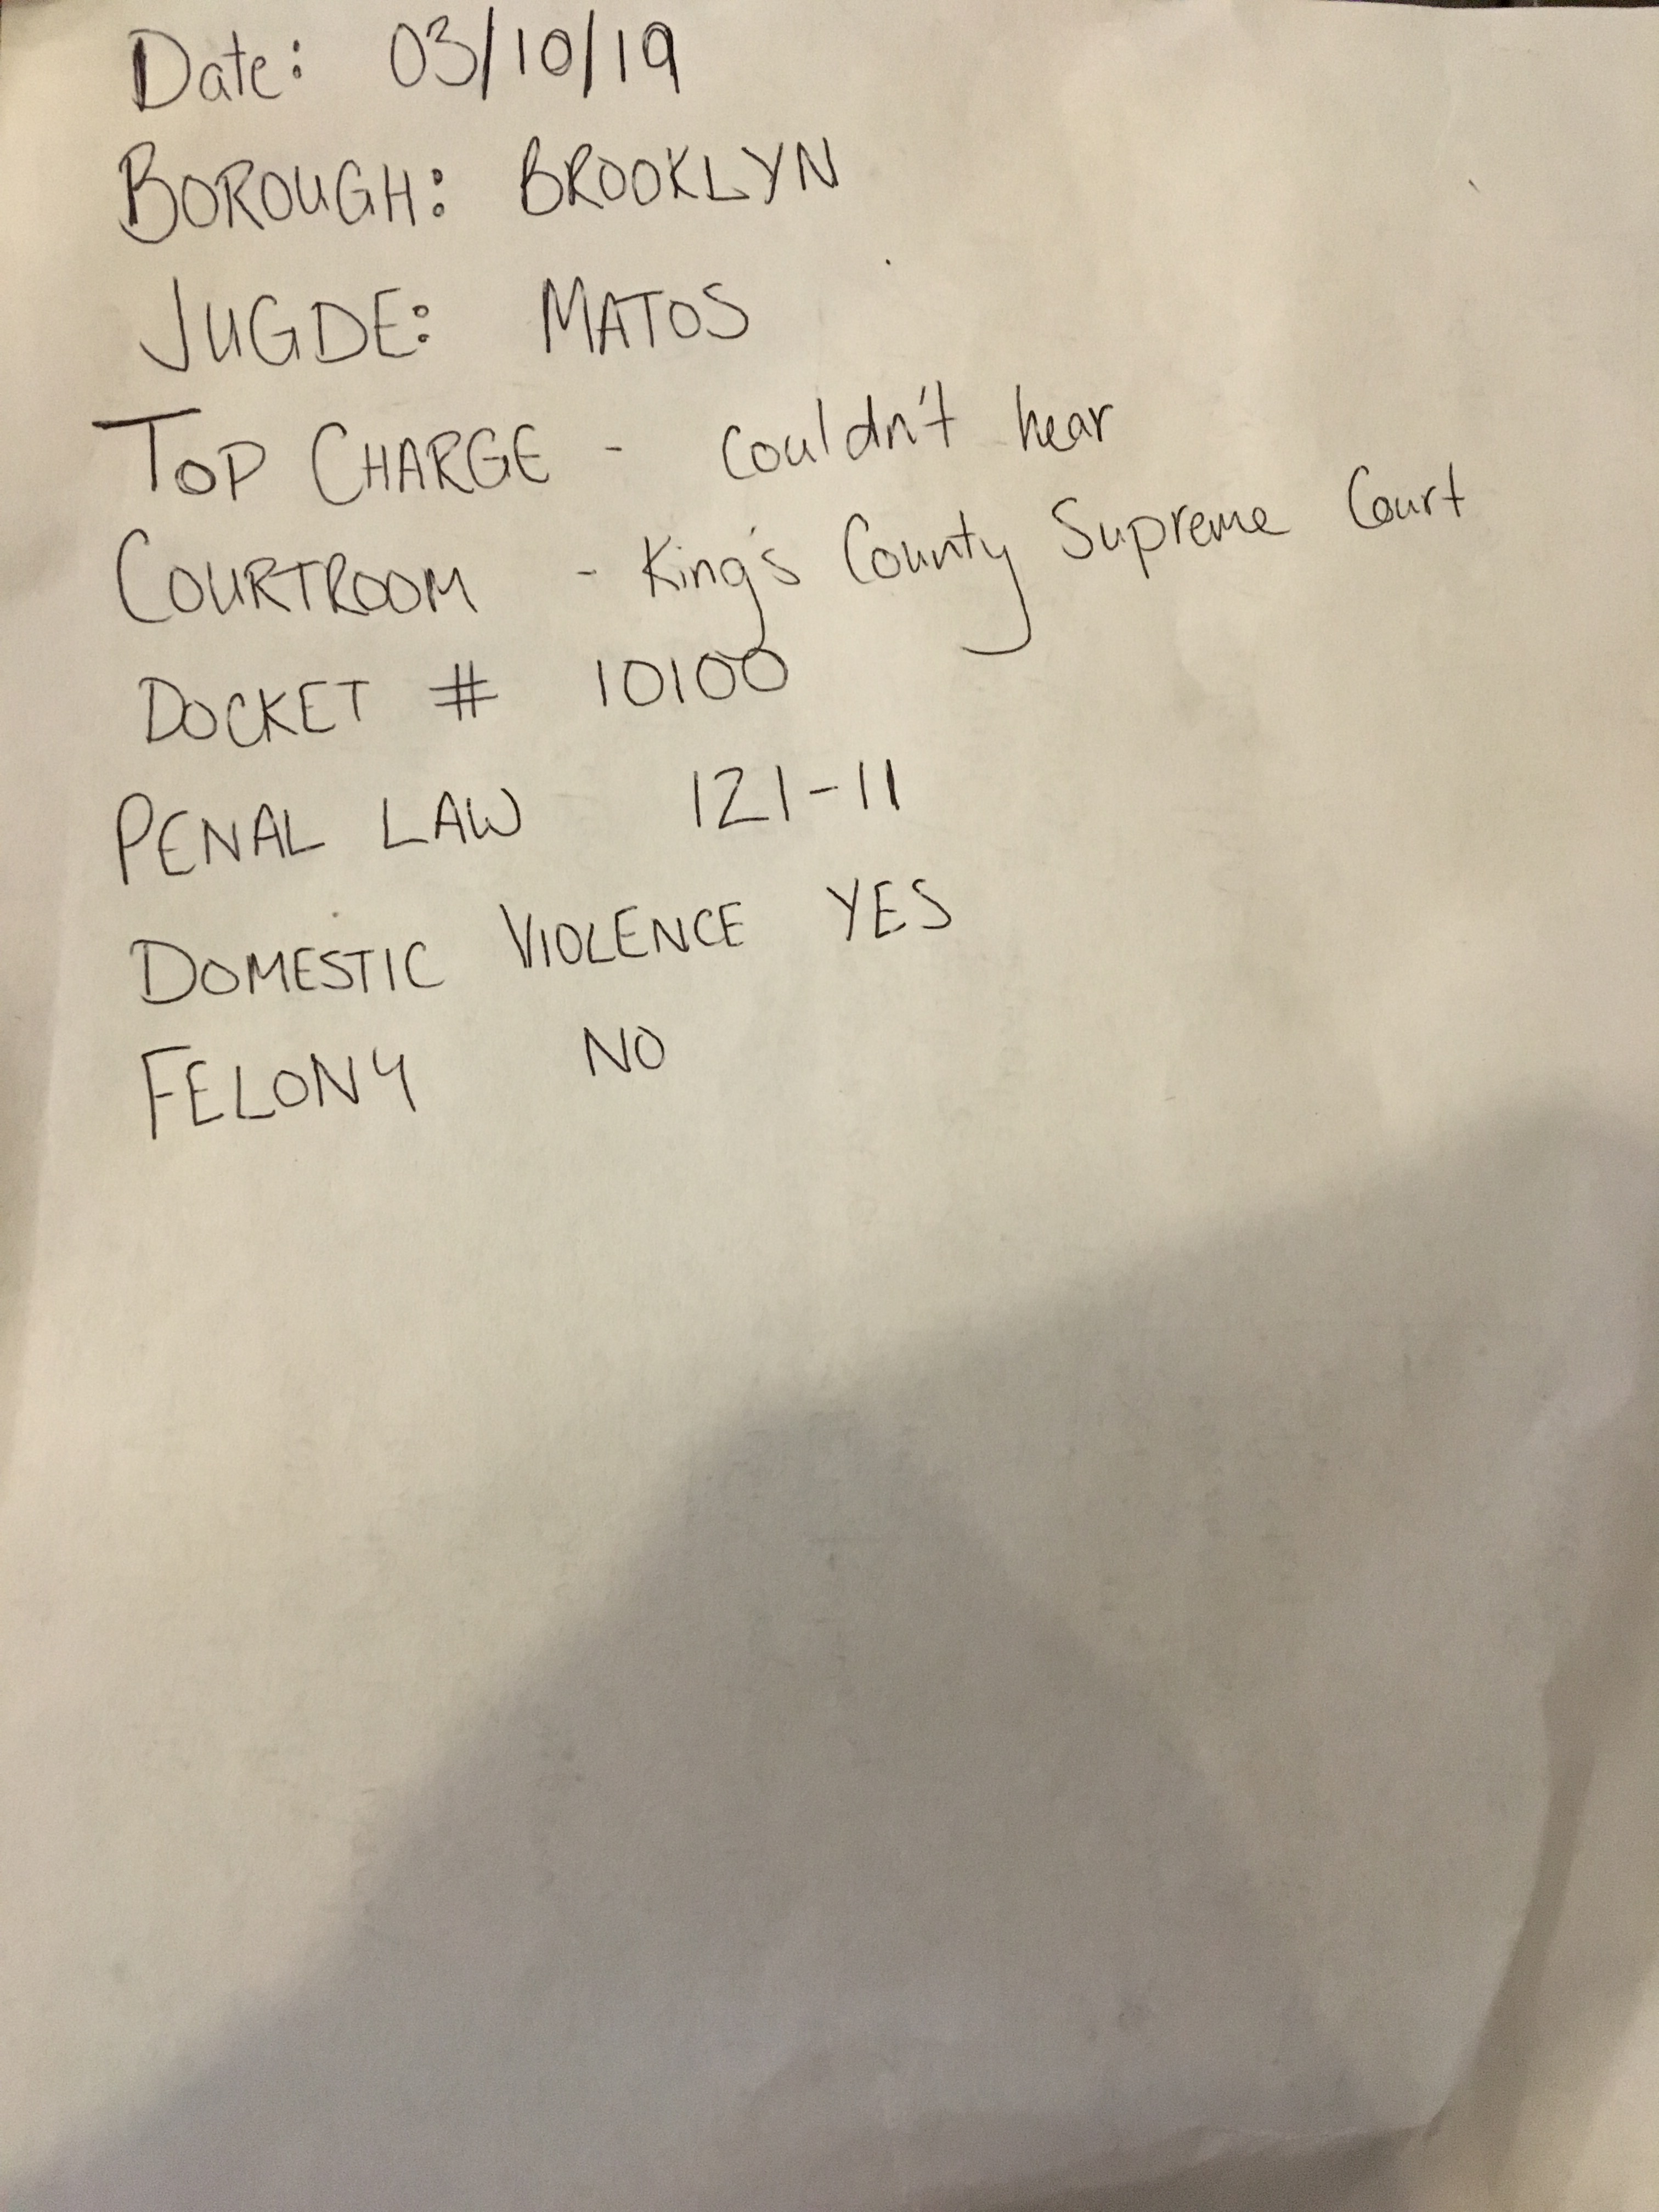 Date: 03/10/19
BOROUGH: BROOKLYN
JUGDE: MATOS
TOP CHARGE - Couldn't hear
COURTROOM - King's County Supreme Court
DOCKET # 10100
PENAL LAW 121-11
DOMESTIC VIOLENCE YES
FELONY NO